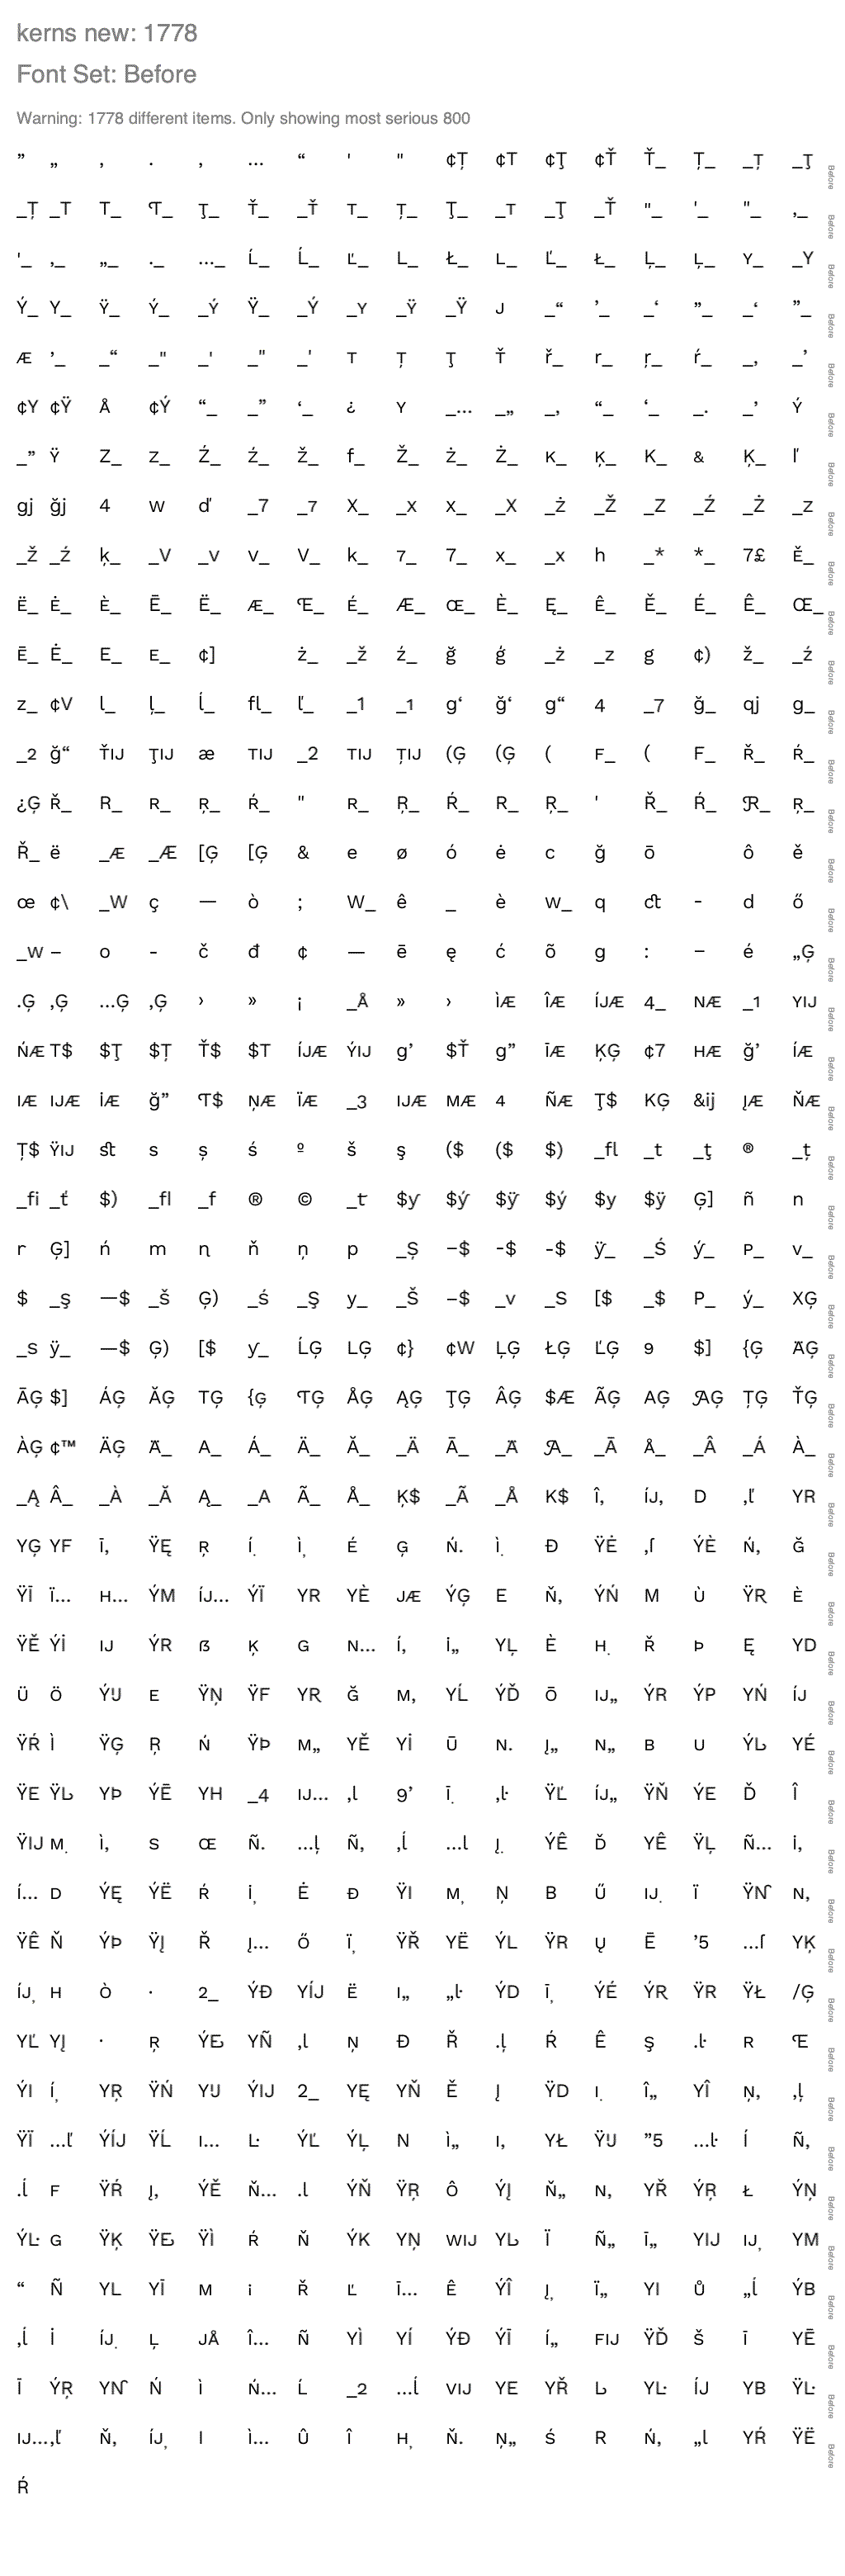 kerns new: 1778
Font Set: Before
Warning: 1778 different items. Only showing most serious 800
” „ , . ‚ … “ ' " ¢Ț ¢T ¢Ţ ¢Ť Ť_ Ț_ _Ț _Ţ Before
_Ț _T T_ ₸_ Ţ_ Ť_ _Ť T_ Ț_ Ţ_ _T _Ţ _Ť "_ '_ "_ ,_ Before
'_ ‚_ „_ ._ …_ Ĺ_ Ĺ_ Ľ_ L_ Ł_ L_ Ľ_ Ł_ Ļ_ Ļ_ Y_ _Y Before
Ý_ Y_ Ÿ_ Ý_ _Ý Ÿ_ _Ý _Y _Ÿ _Ÿ J _“ ’_ _‘ ”_ _‘ ”_ Before
Æ ’_ _“ _" _' _" _' T Ț Ţ Ť ř_ r_ ŗ_ ŕ_ _, _’ Before
¢Y ¢Ÿ Å ¢Ý “_ _” ‘_ ¿ Y _… _„ _‚ “_ ‘_ _. _’ Ý Before
_” Ÿ Z_ z_ Ź_ ź_ ž_ f_ Ž_ ż_ Ż_ K_ Ķ_ K_ & Ķ_ ľ Before
gj ğj 4 w ď _7 _7 X_ _x x_ _X _ż _Ž _Z _Ź _Ż _z Before
_ž _ź ķ_ _V _v v_ V_ k_ 7_ 7_ x_ _x h _* *_ 7£ Ě_ Before
Ë_ Ė_ È_ Ē_ Ë_ Æ_ Œ_ É_ Æ_ Œ_ È_ Ę_ Ê_ Ě_ É_ Ê_ Œ_ Before
Ē_ Ė_ E_ E_ ¢] ż_ _ž ź_ ğ ģ _ż _z g ¢) ž_ _ź Before
z_ ¢V l_ ļ_ ĺ_ fl_ ľ_ _1 _1 g‘ ğ‘ g“ 4 _7 ğ_ qj g_ Before
_2 ğ“ ŤIJ ŢIJ æ TIJ _2 TIJ ȚIJ (Ģ (Ģ ( F_ ( F_ Ř_ Ŕ_ Before
¿Ģ Ř_ R_ R_ Ŗ_ Ŕ_ " R_ Ŗ_ Ŕ_ R_ Ŗ_ ' Ř_ Ŕ_ R_ Ŗ_ Before
Ř_ ë _Æ _Æ [Ģ [Ģ & e ø ó ė c ğ ō ô ě Before
œ ¢\ _W ç — ò ; W_ ê _ è w_ q ct - d ő Before
_w – o - č đ ¢ — ē ę ć õ g : – é „Ģ Before
.Ģ ,Ģ …Ģ ‚Ģ › » ¡ _Å » › ÌÆ ÎÆ ÍJÆ 4_ NÆ _1 YIJ Before
ŃÆ T$ $Ţ $Ț Ť$ $T ÍJÆ ÝIJ g’ $Ť g” ĪÆ ĶĢ ¢7 HÆ ğ’ ÍÆ Before
IÆ IJÆ İÆ ğ” ₸$ ŅÆ ÏÆ _3 IJÆ MÆ 4 ÑÆ Ţ$ KĢ &ij ĮÆ ŇÆ Before
Ț$ ŸIJ st s ș ś º š ş ($ ($ $) _fl _t _ţ ® _ț Before
_fi _ť $) _fl _f ® © _t $y $ý $ÿ $ý $y $ÿ Ģ] ñ n Before
r Ģ] ń m n ň ņ p _Ș –$ -$ -$ ÿ_ _Ś ý_ P_ v_ Before
$ _ş —$ _š Ģ) _ś _Ş y_ _Š –$ _v _S [$ _$ P_ ý_ XĢ Before
_s ÿ_ —$ Ģ) [$ y_ ĹĢ LĢ ¢} ¢W ĻĢ ŁĢ ĽĢ 9 $] {Ģ ÄĢ Before
ĀĢ $] ÁĢ ĂĢ TĢ {Ģ ₸Ģ ÅĢ ĄĢ ŢĢ ÂĢ $Æ ÃĢ AĢ AĢ ȚĢ ŤĢ Before
ÀĢ ¢™ ÄĢ Ä_ A_ Á_ Ä_ Ă_ _Ä Ā_ _Ä A_ _Ā Å_ _Â _Á À_ Before
_Ą Â_ _À _Ă Ą_ _A Ã_ Å_ Ķ$ _Ã _Å K$ Î, ÍJ, D ,ľ YR Before
YĢ YF Ī, ŸĘ Ŗ Í. Ì, É Ģ Ń. Ì. Đ ŸĖ ,ſ ÝÈ Ń, Ğ Before
ŸĪ Ï… H… ÝM ÍJ… ÝÏ YR YÈ JÆ ÝĢ E Ň, ÝŃ M Ù ŸR È Before
ŸĚ Ýİ IJ ÝR ß Ķ G N… Í, İ„ YĻ È H. Ř Þ Ę YD Before
Ü Ö ÝIJ E ŸŅ ŸF YR Ğ M, YĹ ÝĎ Ō IJ„ ÝR ÝP YŃ ÍJ Before
ŸŔ Ì ŸĢ Ŗ Ń ŸÞ M„ YĚ Yİ Ū N. Į„ N„ B U ÝL YÉ Before
ŸE ŸL YÞ ÝĒ YH _4 IJ… ,l 9’ Ī. ,ŀ ŸĽ ÍJ„ ŸŇ ÝE Ď Î Before
ŸIJ M. Ì, S Œ Ñ. …ļ Ñ, ,ĺ …l Į. ÝÊ Ď YÊ ŸĻ Ñ… İ, Before
Í… D ÝĘ ÝË Ŕ İ, Ė Đ ŸI M, Ņ B Ű IJ. Ï ŸN N, Before
ŸÊ Ň ÝÞ ŸĮ Ř Į… Ő Ï, ŸŘ YË ÝL ŸR Ų Ē ’5 …ſ YĶ Before
ÍJ, H Ò · 2_ ÝĐ YÍJ Ë I„ „ŀ ÝD Ī, ÝÉ ÝR ŸR ŸŁ /Ģ Before
YĽ YĮ · Ŗ ÝE YÑ ‚l Ņ Đ Ř .ļ Ŕ Ê Ş .ŀ R Œ Before
ÝI Í, YŖ ŸŃ YIJ ÝIJ 2_ YĘ YŇ Ě Į ŸD I. Î„ YÎ Ņ, ,ļ Before
ŸÏ …ľ ÝÍJ ŸĹ I… Ŀ ÝĽ ÝĻ N Ì„ I, YŁ ŸIJ ”5 …ŀ Í Ñ, Before
.ĺ F ŸŔ Į, ÝĚ Ň… .l ÝŇ ŸŖ Ô ÝĮ Ň„ N, YŘ ÝŖ Ł ÝŅ Before
ÝĿ G ŸĶ ŸE ŸÌ Ŕ Ň ÝK YŅ WIJ YL Ï Ñ„ Ī„ YIJ IJ, YM Before
“ Ñ YL YĪ M i Ř Ľ Ī… Ê ÝÎ Į, Ï„ YI Ů „ĺ ÝB Before
‚ĺ İ ÍJ. Ļ JÅ Î… Ñ YÌ YÍ ÝĐ ÝĪ Í„ FIJ ŸĎ Š Ī YĒ Before
Ī ÝŖ YN Ń Ì Ń… Ĺ _2 …ĺ VIJ YE YŘ L YĿ ÍJ YB ŸĿ Before
IJ… ,ľ Ň, ÍJ, I Ì… Û Î H, Ň. Ņ„ Ś R Ń, „l YŔ ŸË Before
Ŕ